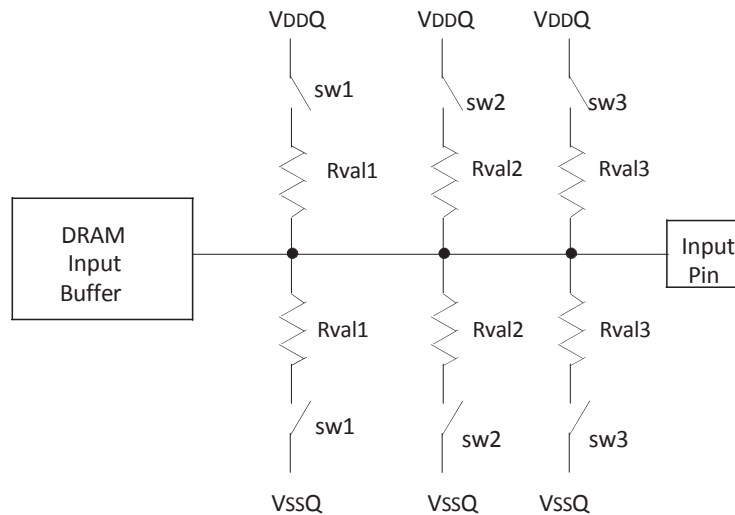 VDDQ VDDQ VDDQ
sw1 sw2 sw3
Rval1 Rval2 Rval3
DRAM
Input
Buffer
Input
Pin
Rval1 Rval2 Rval3
sw1 sw2 sw3
VSSQ VSSQ VSSQ